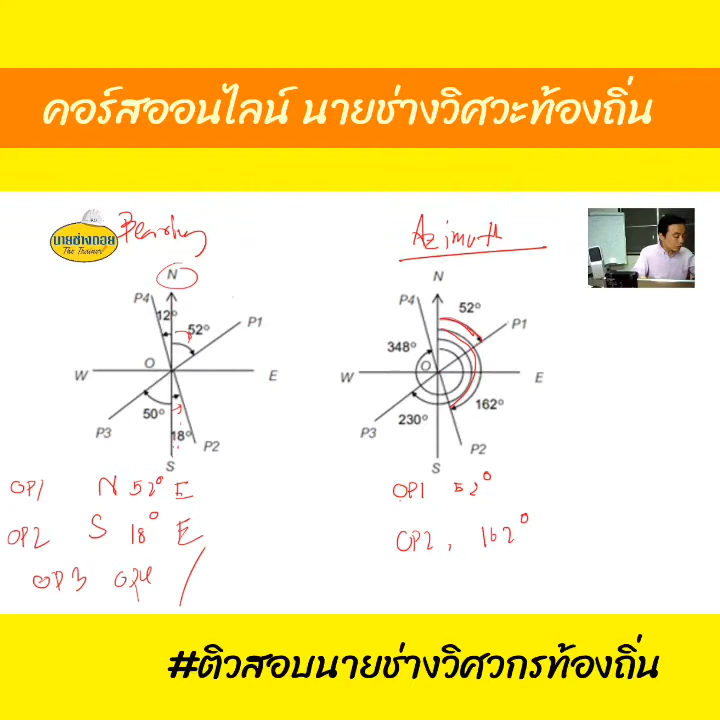 คอร์สออนไลน์ นายช่างวิศวะท้องถิ่น
นายช่างถอย
The Trainer
Bearing
Azimuth
N
P4
12°
52°
P1
O
W
E
50°
P3
18°
P2
S
N
52°
P4
P1
348°
O
W
E
162°
230°
P3
P2
S
OP1 N 52° E
OP2 S 18° E
OP3 OP4
OP1 52°
OP2, 162°
#ติวสอบนายช่างวิศวกรท้องถิ่น